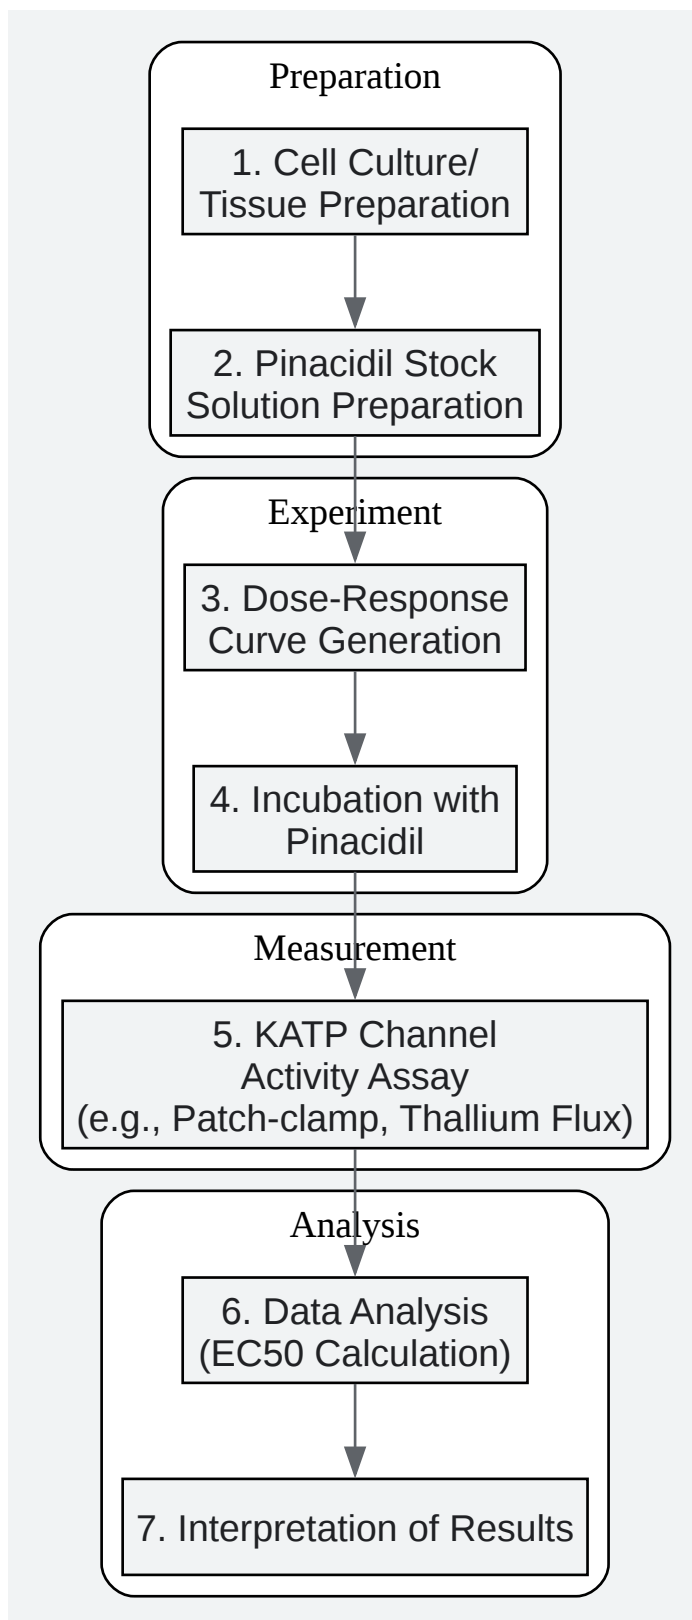 Preparation
1. Cell Culture/
Tissue Preparation
2. Pinacidil Stock
Solution Preparation
Experiment
3. Dose-Response
Curve Generation
4. Incubation with
Pinacidil
Measurement
5. KATP Channel
Activity Assay
(e.g., Patch-clamp, Thallium Flux)
Analysis
6. Data Analysis
(EC50 Calculation)
7. Interpretation of Results